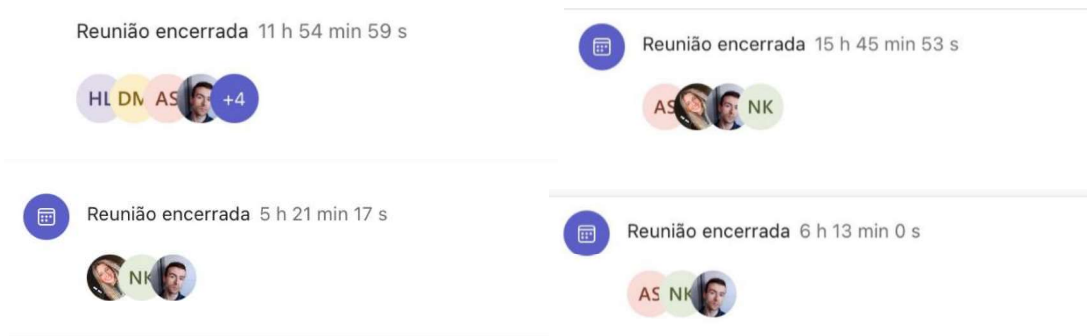 Reunião encerrada 11 h 54 min 59 s
HL DM AS +4
Reunião encerrada 15 h 45 min 53 s
AS NK
Reunião encerrada 5 h 21 min 17 s
NK
Reunião encerrada 6 h 13 min 0 s
AS NK